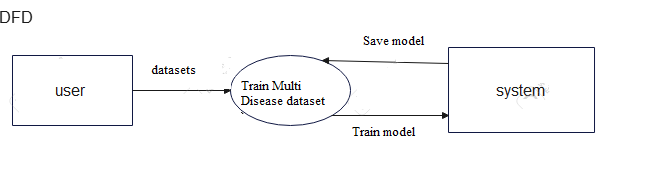 DFD
Save model
datasets
user
Train Multi
Disease dataset
system
Train model